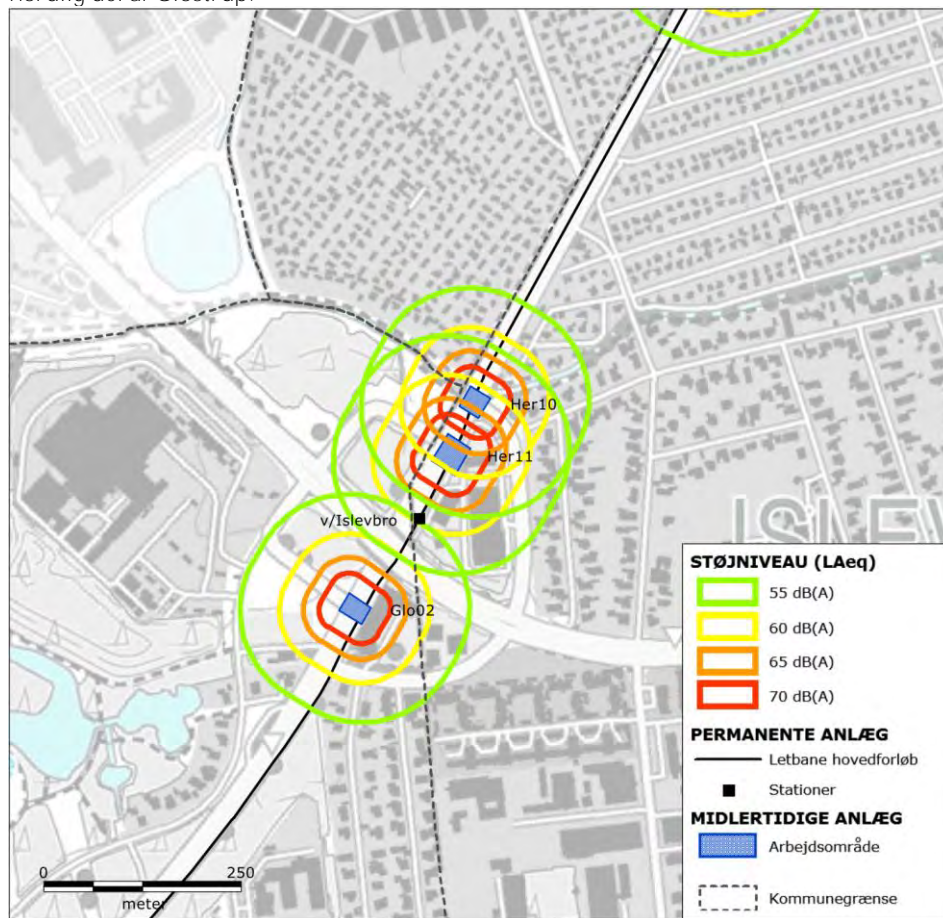 Her10
Her11
v/Islevbro
Glo02
STØJNIVEAU (LAeq)
55 dB(A)
60 dB(A)
65 dB(A)
70 dB(A)
PERMANENTE ANLÆG
Letbane hovedforløb
Stationer
MIDLERTIDIGE ANLÆG
Arbejdsområde
Kommunegrænse
0 250
meter